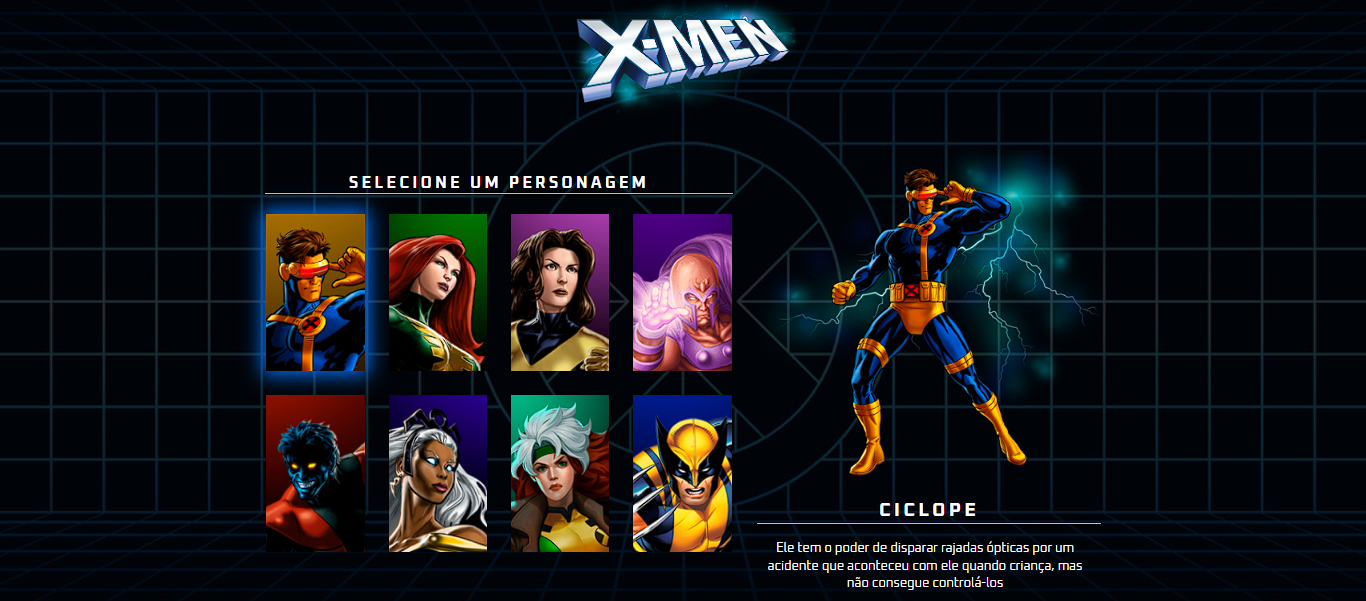 X-MEN
SELECIONE UM PERSONAGEM
CICLOPE
Ele tem o poder de disparar rajadas ópticas por um
acidente que aconteceu com ele quando criança, mas
não consegue controlá-los